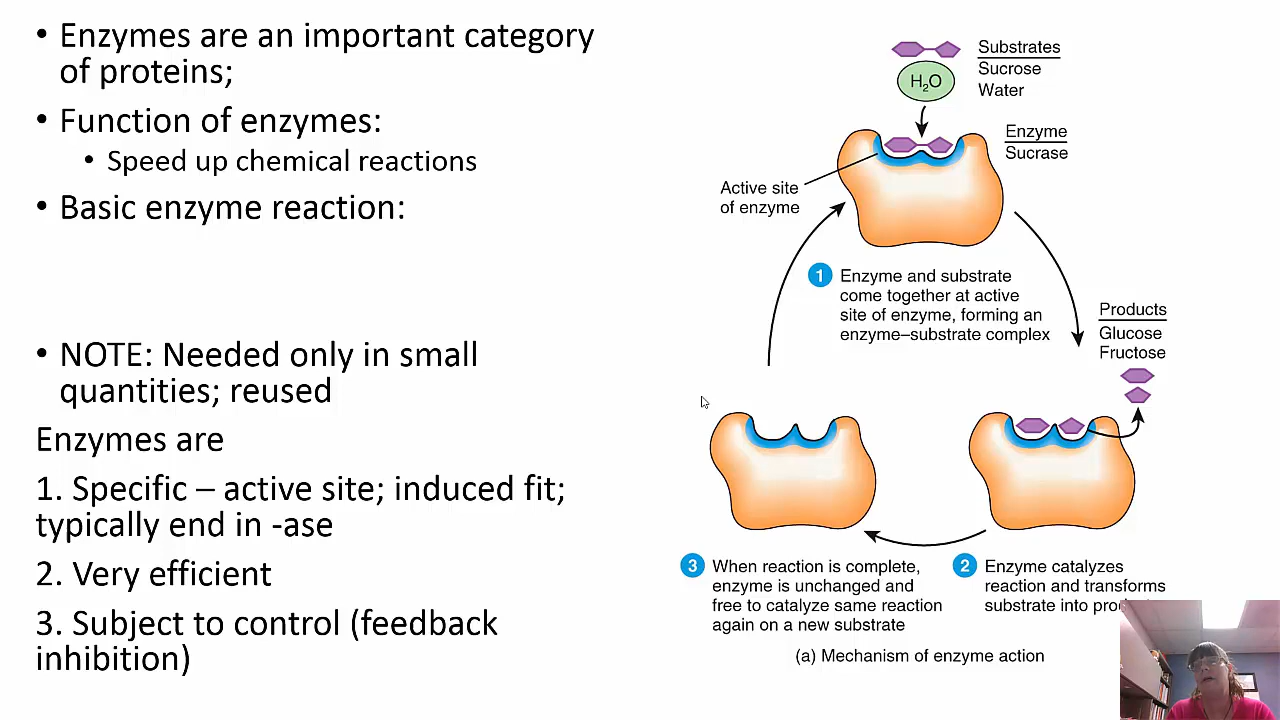 • Enzymes are an important category
of proteins;
• Function of enzymes:
• Speed up chemical reactions
• Basic enzyme reaction:
• NOTE: Needed only in small
quantities; reused
Enzymes are
1. Specific – active site; induced fit;
typically end in -ase
2. Very efficient
3. Subject to control (feedback
inhibition)
Substrates
Sucrose
Water
H₂O
Enzyme
Sucrase
Active site
of enzyme
1 Enzyme and substrate
come together at active
site of enzyme, forming an
enzyme–substrate complex
Products
Glucose
Fructose
3 When reaction is complete,
enzyme is unchanged and
free to catalyze same reaction
again on a new substrate
2 Enzyme catalyzes
reaction and transforms
substrate into
(a) Mechanism of enzyme action